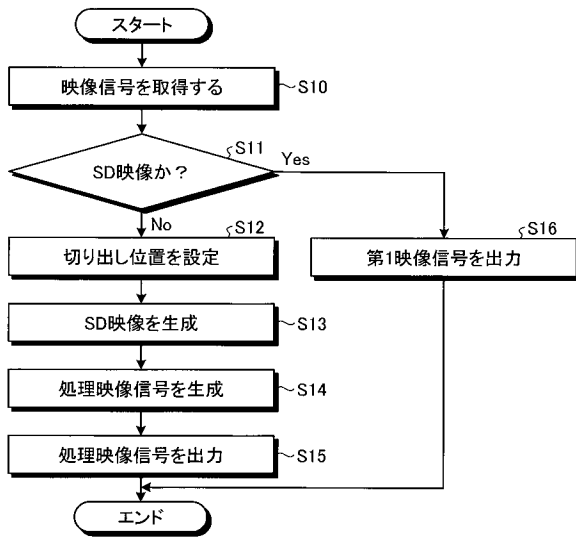 スタート
映像信号を取得する
S10
SD映像か?
S11
Yes
No
切り出し位置を設定
S12
第1映像信号を出力
S16
SD映像を生成
S13
処理映像信号を生成
S14
処理映像信号を出力
S15
エンド